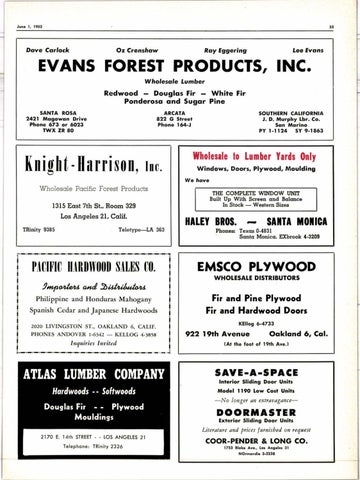 June 1, 1952
55
Dave Carlock Oz Crenshaw Ray Eggering Lee Evans
EVANS FOREST PRODUCTS, INC.
Wholesale Lumber
Redwood – Douglas Fir – White Fir
Ponderosa and Sugar Pine
SANTA ROSA
2421 Magowan Drive
Phone 673 or 6023
TWX ZR 80
ARCATA
822 G Street
Phone 164-J
SOUTHERN CALIFORNIA
J. D. Murphy Lbr. Co.
San Marino
PY 1-1124 SY 9-1863
Knight-Harrison, Inc.
Wholesale Pacific Forest Products
1315 East 7th St., Room 329
Los Angeles 21, Calif.
TRinity 9385 Teletype—LA 363
Wholesale to Lumber Yards Only
Windows, Doors, Plywood, Moulding
We have
THE COMPLETE WINDOW UNIT
Built Up With Screen and Balance
In Stock — Western Sizes
HALEY BROS. — SANTA MONICA
Phones: Texas 0-4831
Santa Monica, EXbrook 4-3209
PACIFIC HARDWOOD SALES CO.
Importers and Distributors
Philippine and Honduras Mahogany
Spanish Cedar and Japanese Hardwoods
2020 LIVINGSTON ST., OAKLAND 6, CALIF.
PHONES ANDOVER 1-6542 — KELLOG 4-3858
Inquiries Invited
EMSCO PLYWOOD
WHOLESALE DISTRIBUTORS
Fir and Pine Plywood
Fir and Hardwood Doors
KEllog 6-4733
922 19th Avenue Oakland 6, Cal.
(At the foot of 19th Ave.)
ATLAS LUMBER COMPANY
Hardwoods -- Softwoods
Douglas Fir -- Plywood
Mouldings
2170 E. 14th STREET -- LOS ANGELES 21
Telephone: TRinity 2326
SAVE-A-SPACE
Interior Sliding Door Units
Model 1190 Low Cost Units
—No longer an extravagance—
DOORMASTER
Exterior Sliding Door Units
Literature and prices furnished on request
COOR-PENDER & LONG CO.
Los Angeles 21